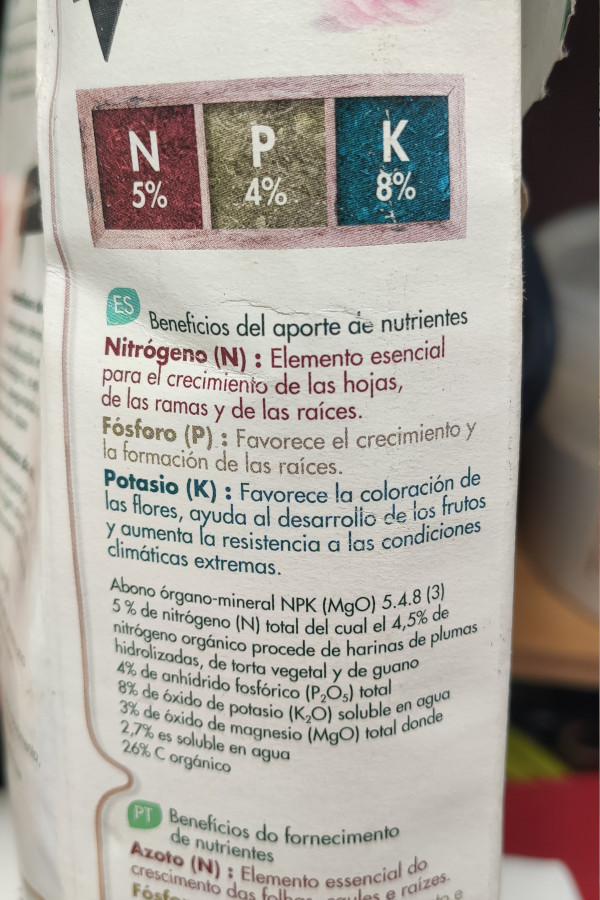 N
5%
P
4%
K
8%
ES
Beneficios del aporte de nutrientes
Nitrógeno (N) : Elemento esencial
para el crecimiento de las hojas,
de las ramas y de las raíces.
Fósforo (P) : Favorece el crecimiento y
la formación de las raíces.
Potasio (K) : Favorece la coloración de
las flores, ayuda al desarrollo de los frutos
y aumenta la resistencia a las condiciones
climáticas extremas.
Abono órgano-mineral NPK (MgO) 5.4.8 (3)
5 % de nitrógeno (N) total del cual el 4,5% de
nitrógeno orgánico procede de harinas de plumas
hidrolizadas, de torta vegetal y de guano
4% de anhídrido fosfórico (P₂O₅) total
8% de óxido de potasio (K₂O) soluble en agua
3% de óxido de magnesio (MgO) total donde
2,7% es soluble en agua
26% C orgánico
PT
Benefícios do fornecimento
de nutrientes
Azoto (N) : Elemento essencial do
crescimento das folhas, caules e raízes.